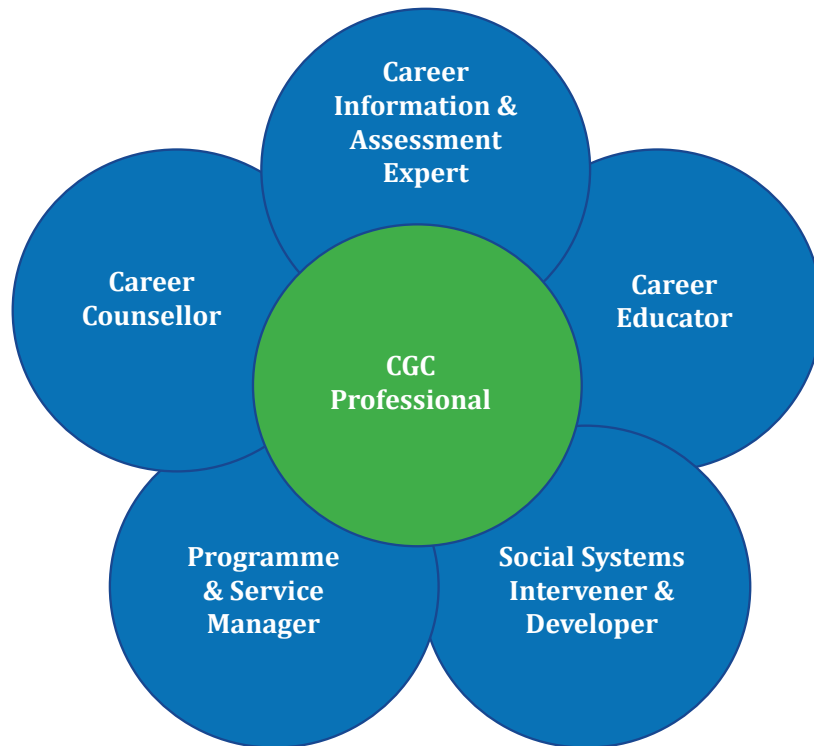 Career
Information &
Assessment
Expert
Career
Counsellor
Career
Educator
CGC
Professional
Programme
& Service
Manager
Social Systems
Intervener &
Developer